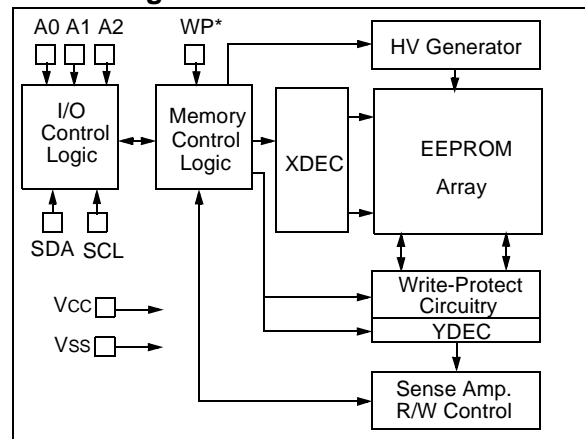 A0 A1 A2
WP*
HV Generator
I/O
Control
Logic
Memory
Control
Logic
XDEC
EEPROM
Array
SDA SCL
Write-Protect
Circuitry
YDEC
VCC
VSS
Sense Amp.
R/W Control